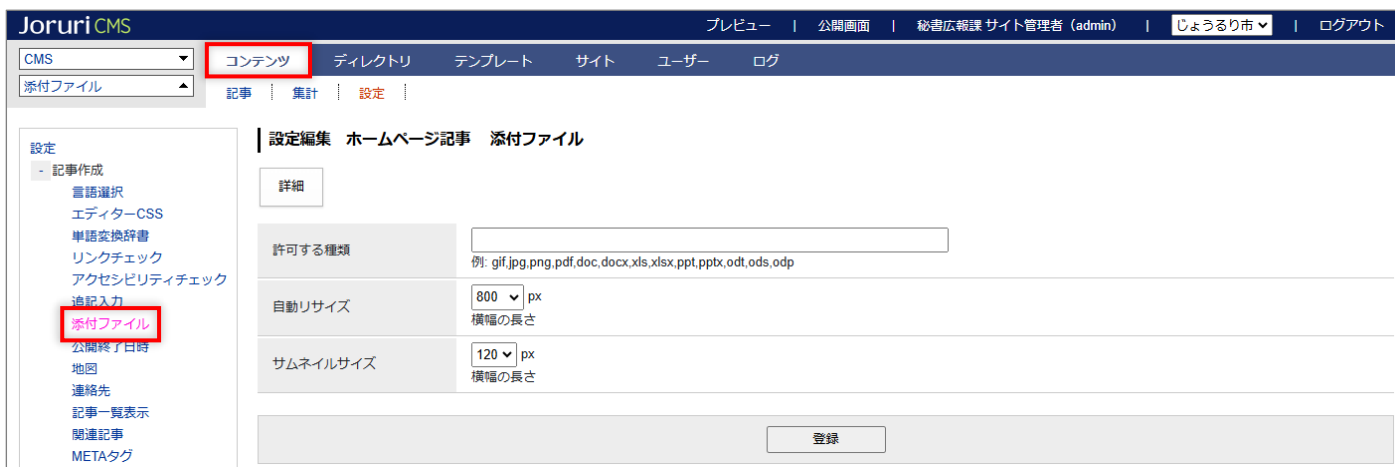 Joruri CMS プレビュー | 公開画面 | 秘書広報課 サイト管理者（admin） | じょうるり市 | ログアウト
CMS コンテンツ ディレクトリ テンプレート サイト ユーザー ログ
添付ファイル 記事 集計 設定
設定編集 ホームページ記事 添付ファイル
設定
- 記事作成
言語選択
エディターCSS
単語変換辞書
リンクチェック
アクセシビリティチェック
追記入力
添付ファイル
公開終了日時
地図
連絡先
記事一覧表示
関連記事
METAタグ
詳細
許可する種類
例: gif,jpg,png,pdf,doc,docx,xls,xlsx,ppt,pptx,odt,ods,odp
自動リサイズ 800 px
横幅の長さ
サムネイルサイズ 120 px
横幅の長さ
登録